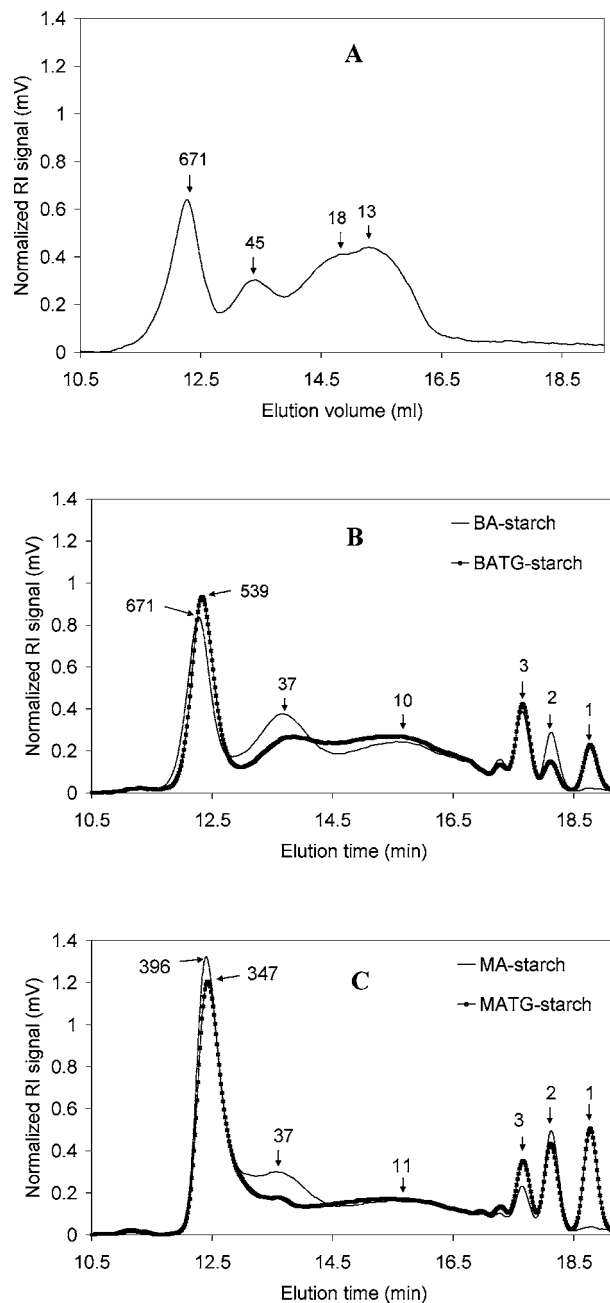 A
Normalized RI signal (mV)
1.4
1.2
1
0.8
0.6
0.4
0.2
0
671
45
18
13
10.5 12.5 14.5 16.5 18.5
Elution volume (ml)
B
BA-starch
BATG-starch
Normalized RI signal (mV)
1.4
1.2
1
0.8
0.6
0.4
0.2
0
671
539
37
10
3
2
1
10.5 12.5 14.5 16.5 18.5
Elution time (min)
C
MA-starch
MATG-starch
Normalized RI signal (mV)
1.4
1.2
1
0.8
0.6
0.4
0.2
0
396
347
37
11
3
2
1
10.5 12.5 14.5 16.5 18.5
Elution time (min)